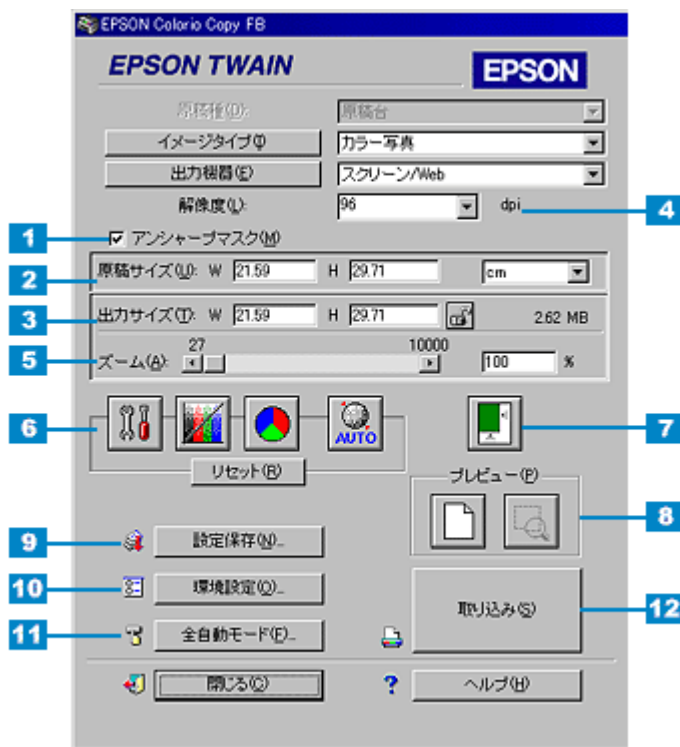 EPSON Colorio Copy FB
EPSON TWAIN EPSON
原稿種(D): 原稿台
イメージタイプ(I) カラー写真
出力機器(E) スクリーン/Web
解像度(L): 96 dpi 4
1 アンシャープマスク(M)
2 原稿サイズ(U): W 21.59 H 29.71 cm
3 出力サイズ(T): W 21.59 H 29.71 2.62 MB
27 10000
5 ズーム(A): 100 %
6 AUTO 7
リセット(R) プレビュー(P)
8
9 設定保存(N)...
10 環境設定(O)...
取り込み(S) 12
11 全自動モード(F)...
閉じる(C) ? ヘルプ(H)